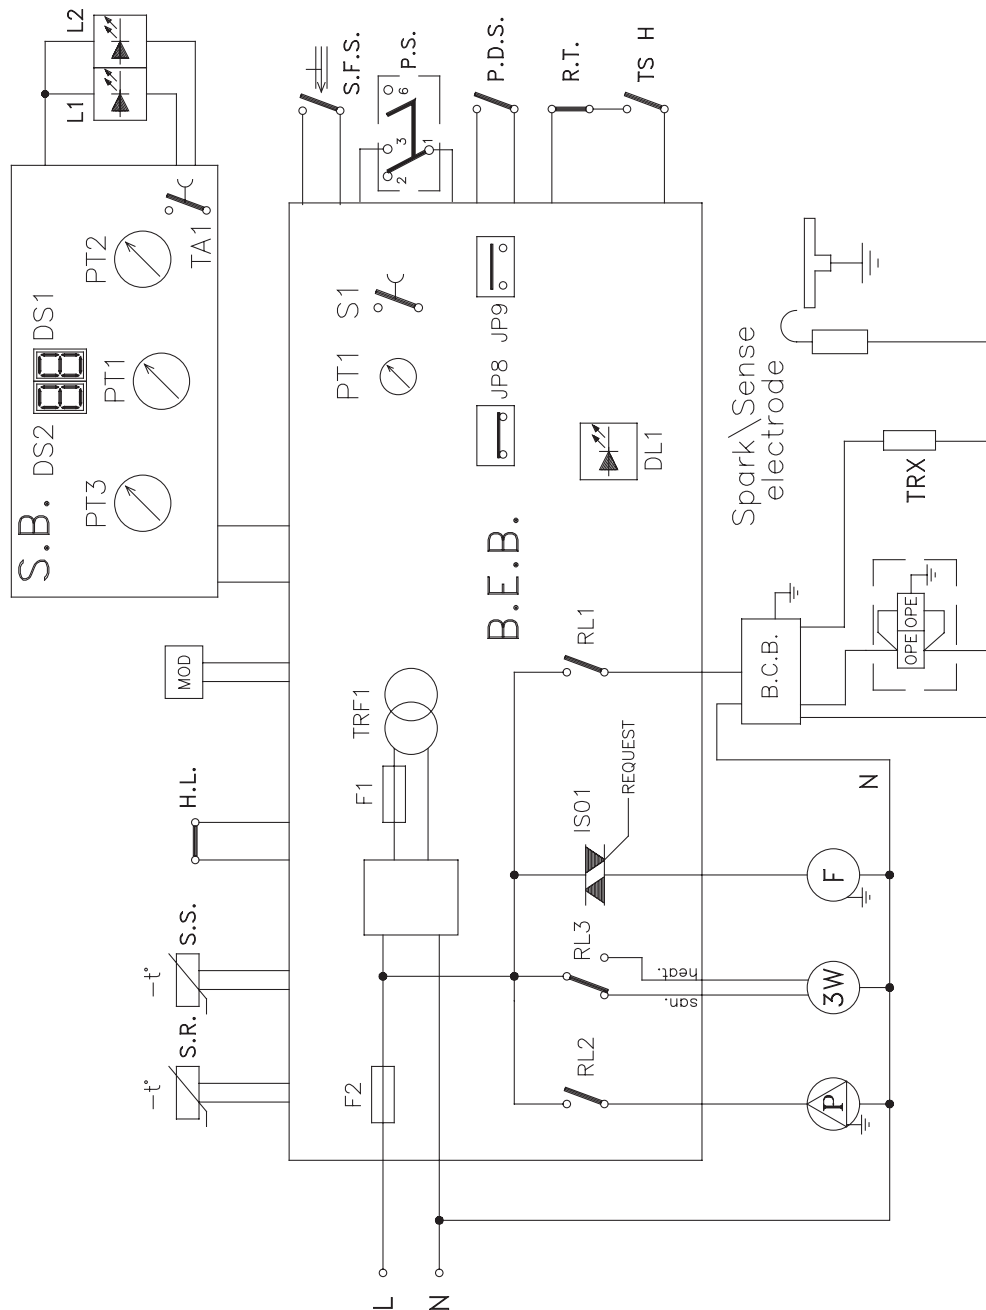 S.B.
DS2
DS1
PT3
PT1
PT2
TA1
L1
L2
-t°
S.R.
-t°
S.S.
H.L.
MOD
S.F.S.
P.S.
2
3
1
6
P.D.S.
R.T.
TS H
L
N
F2
F1
TRF1
PT1
S1
JP8
JP9
B.E.B.
DL1
RL2
RL3
san.
heat.
IS01
REQUEST
RL1
P
3W
F
N
B.C.B.
OPE
OPE
TRX
Spark\Sense
electrode